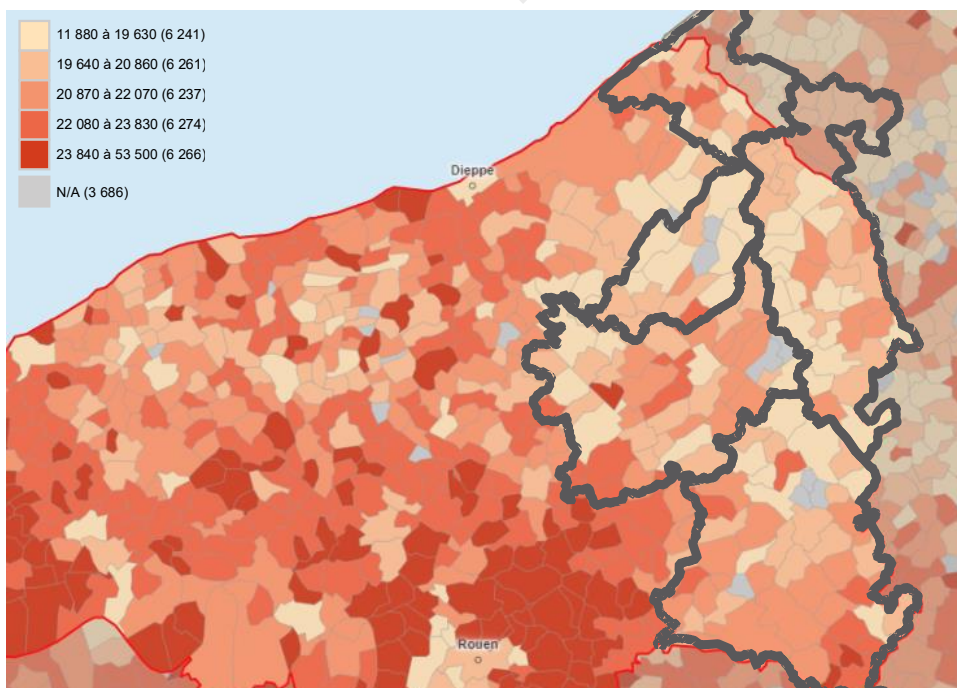 11 880 à 19 630 (6 241)
19 640 à 20 860 (6 261)
20 870 à 22 070 (6 237)
22 080 à 23 830 (6 274)
23 840 à 53 500 (6 266)
N/A (3 686)
Dieppe
Rouen